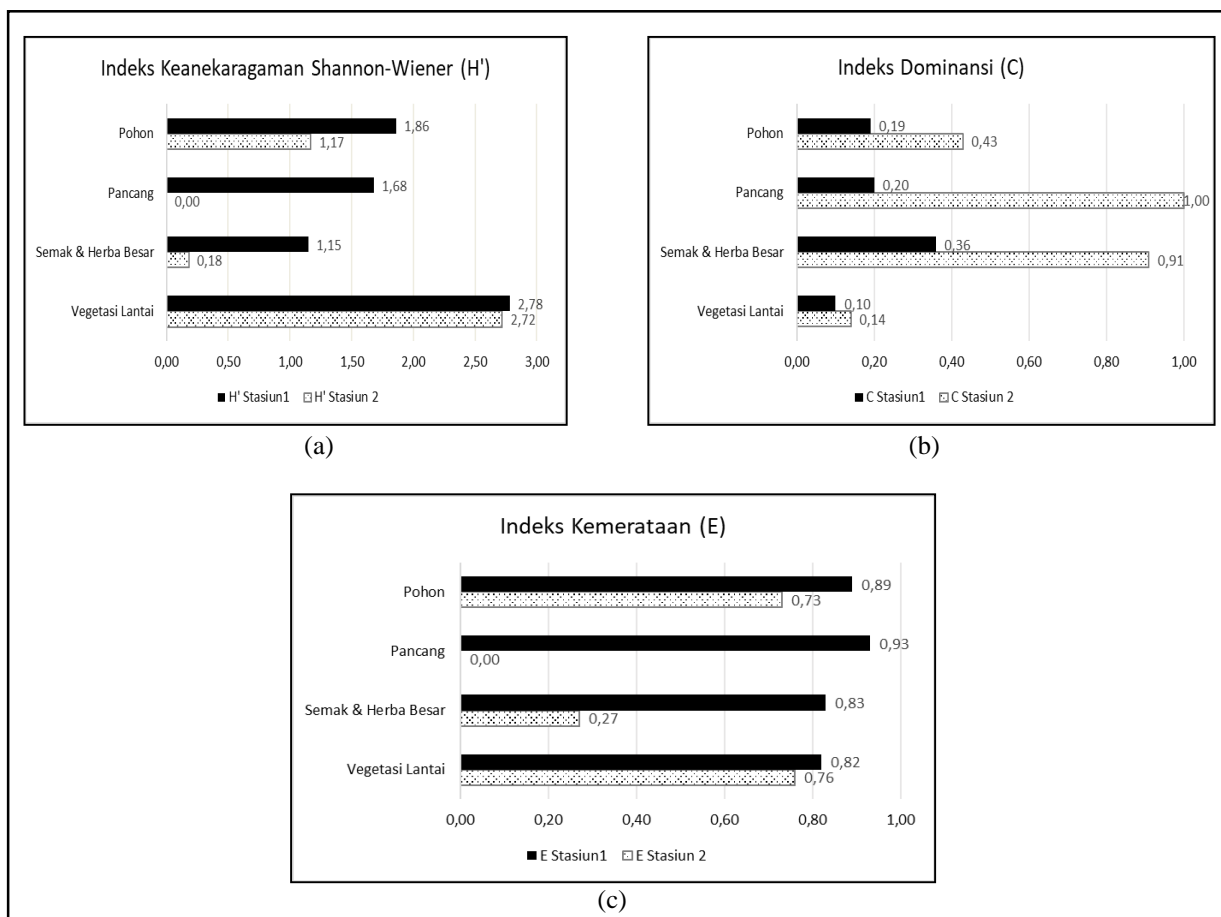 Indeks Keanekaragaman Shannon-Wiener (H')
Pohon
1,86
1,17
Pancang
1,68
0,00
Semak & Herba Besar
1,15
0,18
Vegetasi Lantai
2,78
2,72
0,00 0,50 1,00 1,50 2,00 2,50 3,00
H' Stasiun1 H' Stasiun 2
(a)
Indeks Dominansi (C)
Pohon
0,19
0,43
Pancang
0,20
1,00
Semak & Herba Besar
0,36
0,91
Vegetasi Lantai
0,10
0,14
0,00 0,20 0,40 0,60 0,80 1,00
C Stasiun1 C Stasiun 2
(b)
Indeks Kemerataan (E)
Pohon
0,89
0,73
Pancang
0,93
0,00
Semak & Herba Besar
0,83
0,27
Vegetasi Lantai
0,82
0,76
0,00 0,20 0,40 0,60 0,80 1,00
E Stasiun1 E Stasiun 2
(c)